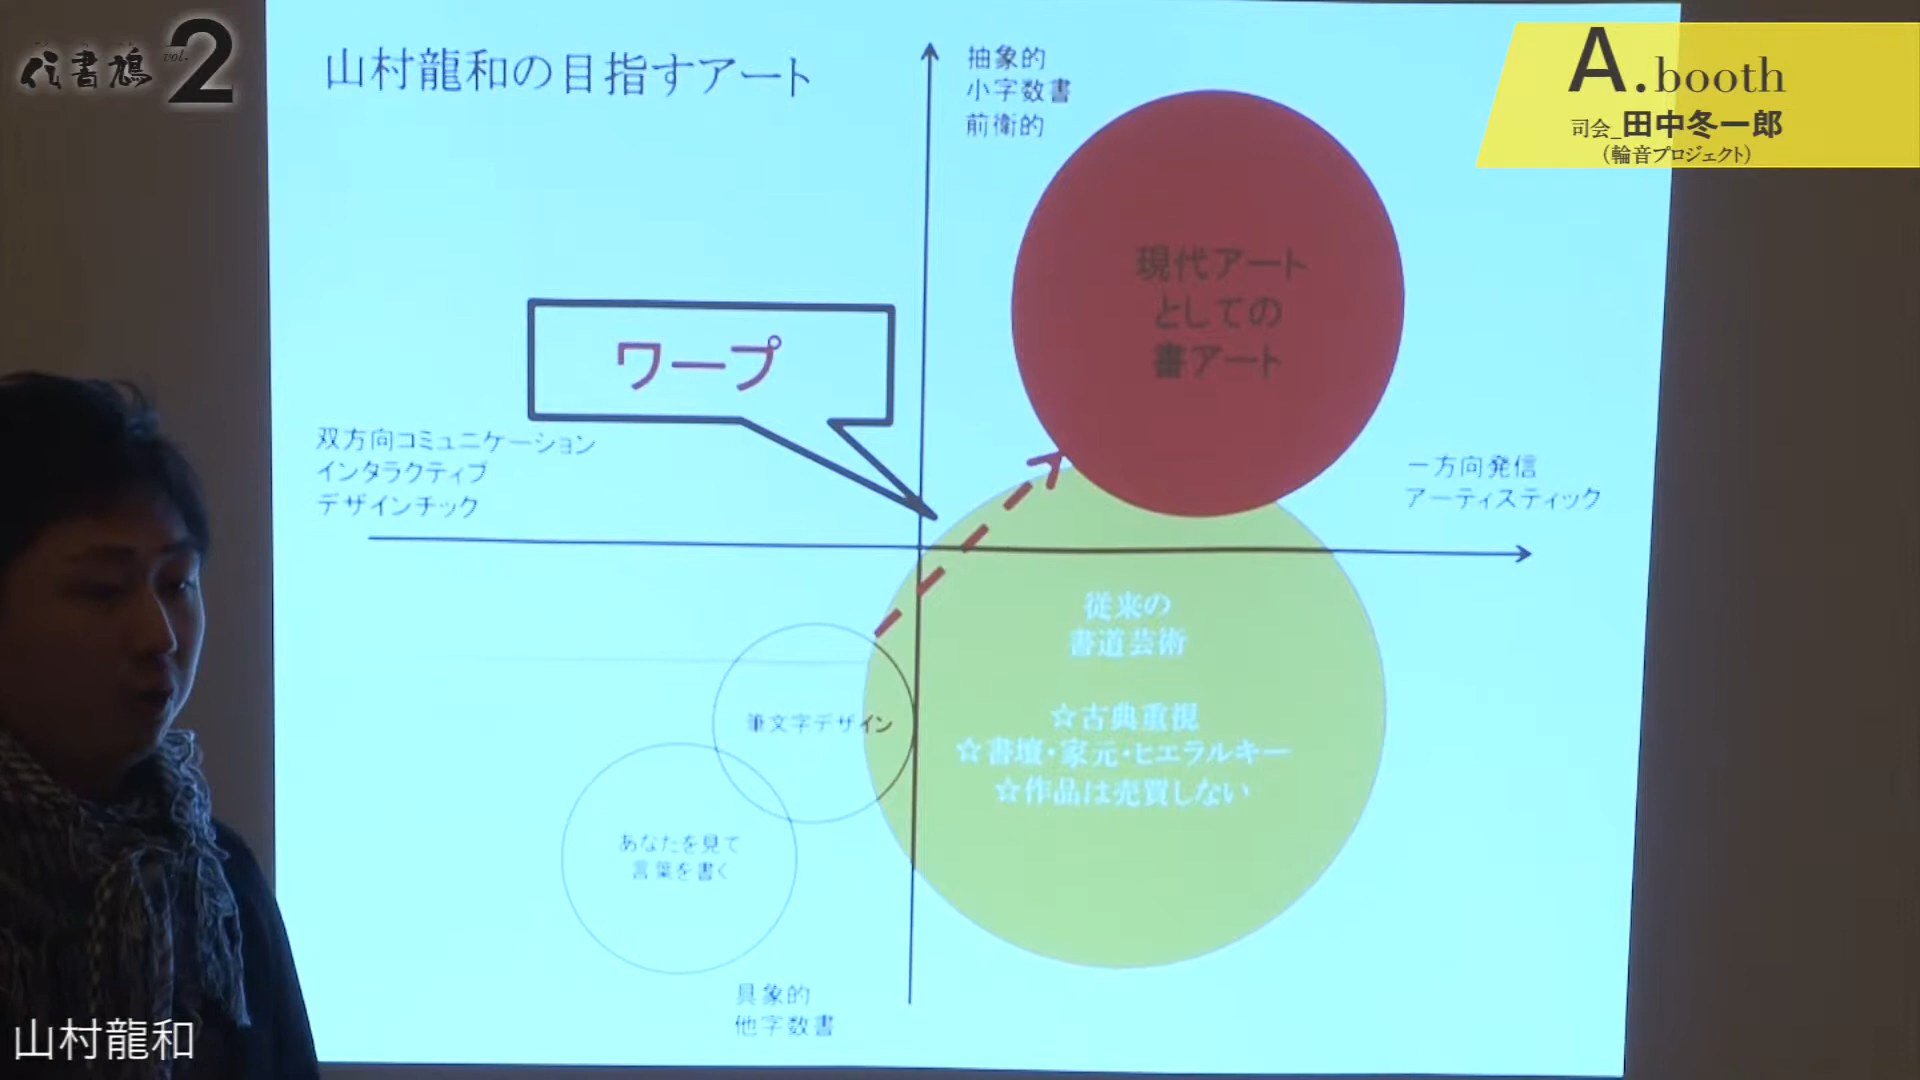 伝書鳩 vol.2
A.booth
司会_田中冬一郎
（輪音プロジェクト）
山村龍和の目指すアート
抽象的
小字数書
前衛的
現代アート
としての
書アート
ワープ
双方向コミュニケーション
インタラクティブ
デザインチック
一方向発信
アーティスティック
従来の
書道芸術
☆古典重視
☆書壇・家元・ヒエラルキー
☆作品は売買しない
筆文字デザイン
あなたを見て
言葉を書く
具象的
他字数書
山村龍和